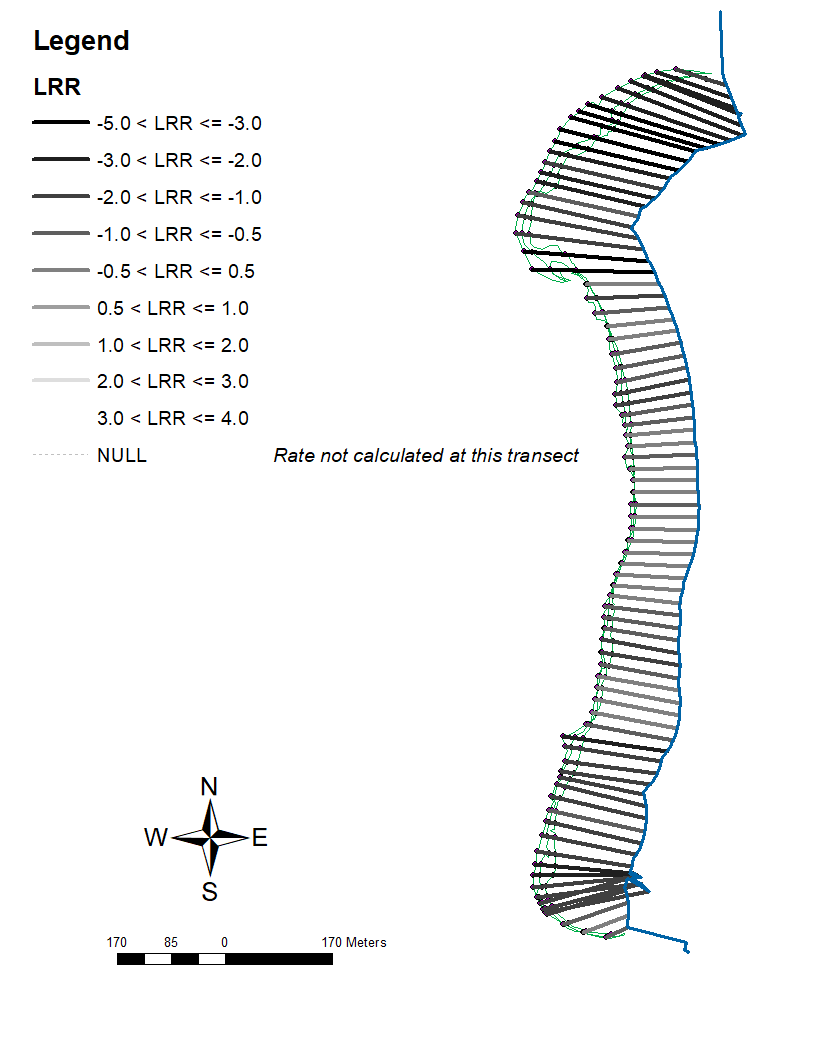 Legend
LRR
-5.0 < LRR <= -3.0
-3.0 < LRR <= -2.0
-2.0 < LRR <= -1.0
-1.0 < LRR <= -0.5
-0.5 < LRR <= 0.5
0.5 < LRR <= 1.0
1.0 < LRR <= 2.0
2.0 < LRR <= 3.0
3.0 < LRR <= 4.0
NULL Rate not calculated at this transect
N
W E
S
170 85 0 170 Meters